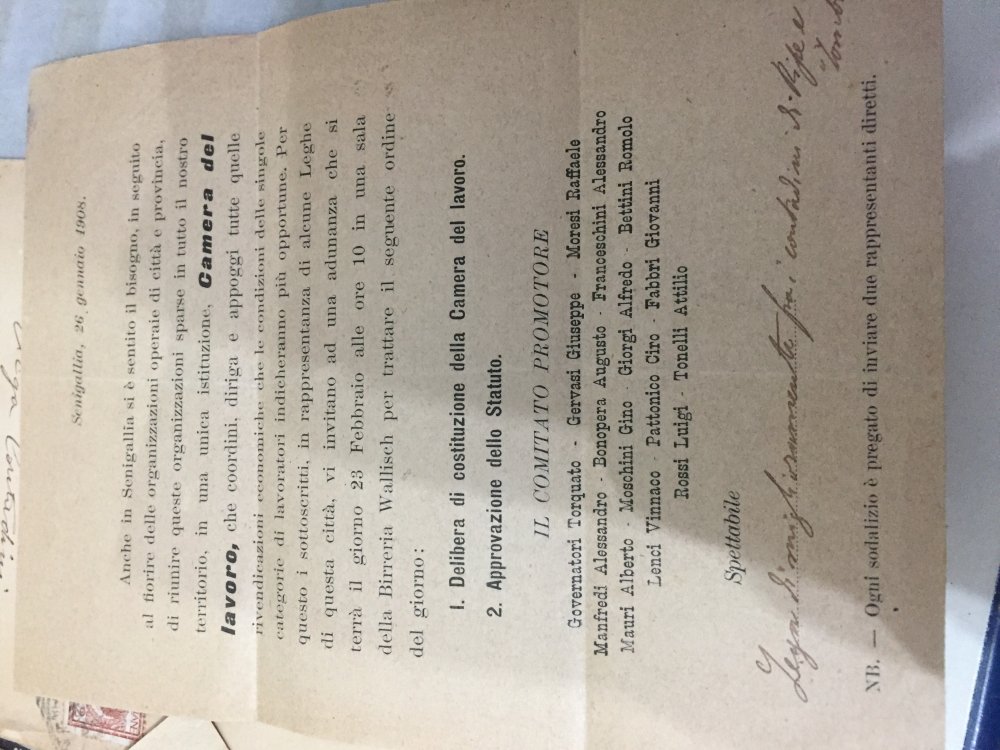 Senigallia, 26 gennaio 1908.
Anche in Senigallia si è sentito il bisogno, in seguito
al fiorire delle organizzazioni operaie di città e provincia,
di riunire queste organizzazioni sparse in tutto il nostro
territorio, in una unica istituzione, Camera del
lavoro, che coordini, diriga e appoggi tutte quelle
rivendicazioni economiche che le condizioni delle singole
categorie di lavoratori indicheranno più opportune. Per
questo i sottoscritti, in rappresentanza di alcune Leghe
di questa città, vi invitano ad una adunanza che si
terrà il giorno 23 Febbraio alle ore 10 in una sala
della Birreria Wallisch per trattare il seguente ordine
del giorno:
1. Delibera di costituzione della Camera del lavoro.
2. Approvazione dello Statuto.
IL COMITATO PROMOTORE
Governatori Torquato - Gervasi Giuseppe - Moresi Raffaele
Manfredi Alessandro - Bonopera Augusto - Franceschini Alessandro
Mauri Alberto - Moschini Gino - Giorgi Alfredo - Bettini Romolo
Lenci Vinnaco - Pattonico Ciro - Fabbri Giovanni
Rossi Luigi - Tonelli Attilio
Spettabile
Lega di miglioramento fra i contadini di Ripe e
NB. — Ogni sodalizio è pregato di inviare due rappresentanti diretti.